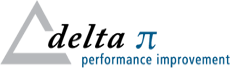 delta π
performance improvement